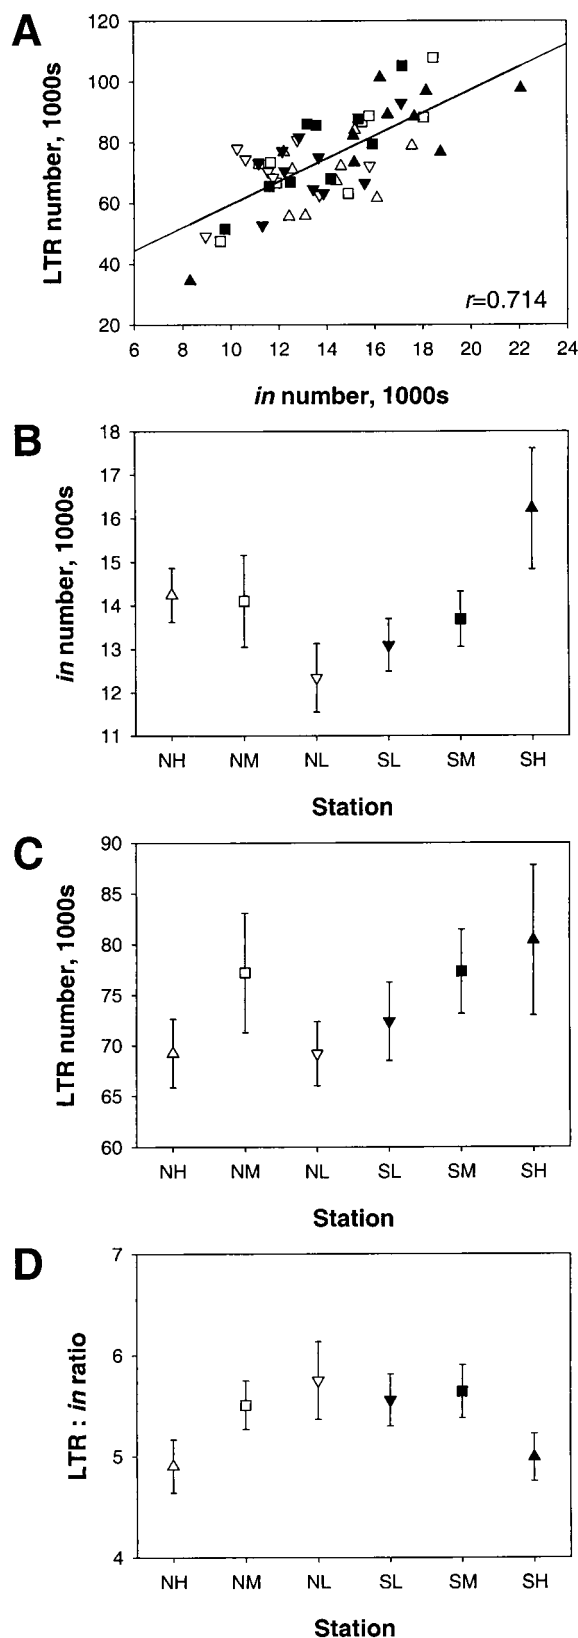 A
LTR number, 1000s
120
100
80
60
40
20
r=0.714
6 8 10 12 14 16 18 20 22 24
in number, 1000s
B
in number, 1000s
18
17
16
15
14
13
12
11
NH NM NL SL SM SH
Station
C
LTR number, 1000s
90
85
80
75
70
65
60
NH NM NL SL SM SH
Station
D
LTR : in ratio
7
6
5
4
NH NM NL SL SM SH
Station